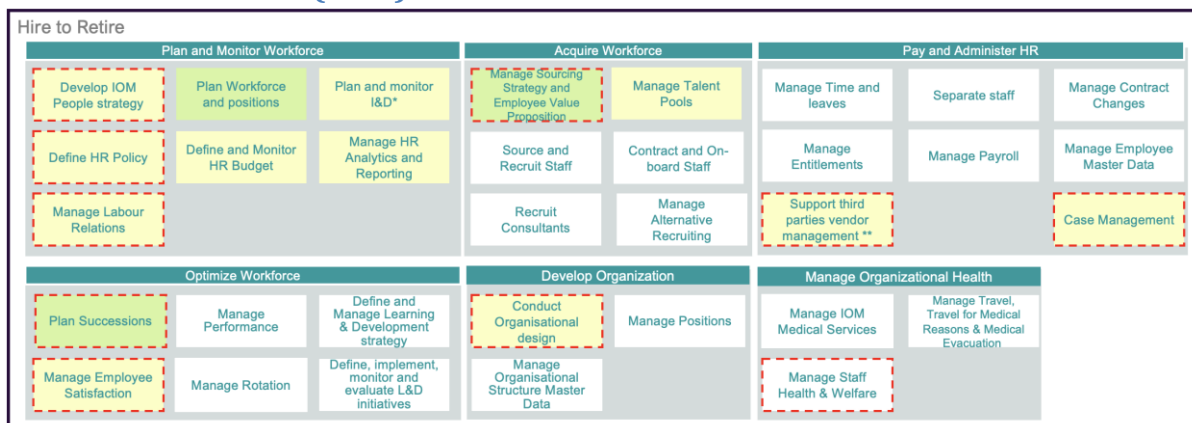 Hire to Retire
Plan and Monitor Workforce
Develop IOM
People strategy
Plan Workforce
and positions
Plan and monitor
I&D*
Define HR Policy
Define and Monitor
HR Budget
Manage HR
Analytics and
Reporting
Manage Labour
Relations
Acquire Workforce
Manage Sourcing
Strategy and
Employee Value
Proposition
Manage Talent
Pools
Source and
Recruit Staff
Contract and On-
board Staff
Recruit
Consultants
Manage
Alternative
Recruiting
Pay and Administer HR
Manage Time and
leaves
Separate staff
Manage Contract
Changes
Manage
Entitlements
Manage Payroll
Manage Employee
Master Data
Support third
parties vendor
management **
Case Management
Optimize Workforce
Plan Successions
Manage
Performance
Define and
Manage Learning
& Development
strategy
Manage Employee
Satisfaction
Manage Rotation
Define, implement,
monitor and
evaluate L&D
initiatives
Develop Organization
Conduct
Organisational
design
Manage Positions
Manage
Organisational
Structure Master
Data
Manage Organizational Health
Manage IOM
Medical Services
Manage Travel,
Travel for Medical
Reasons & Medical
Evacuation
Manage Staff
Health & Welfare